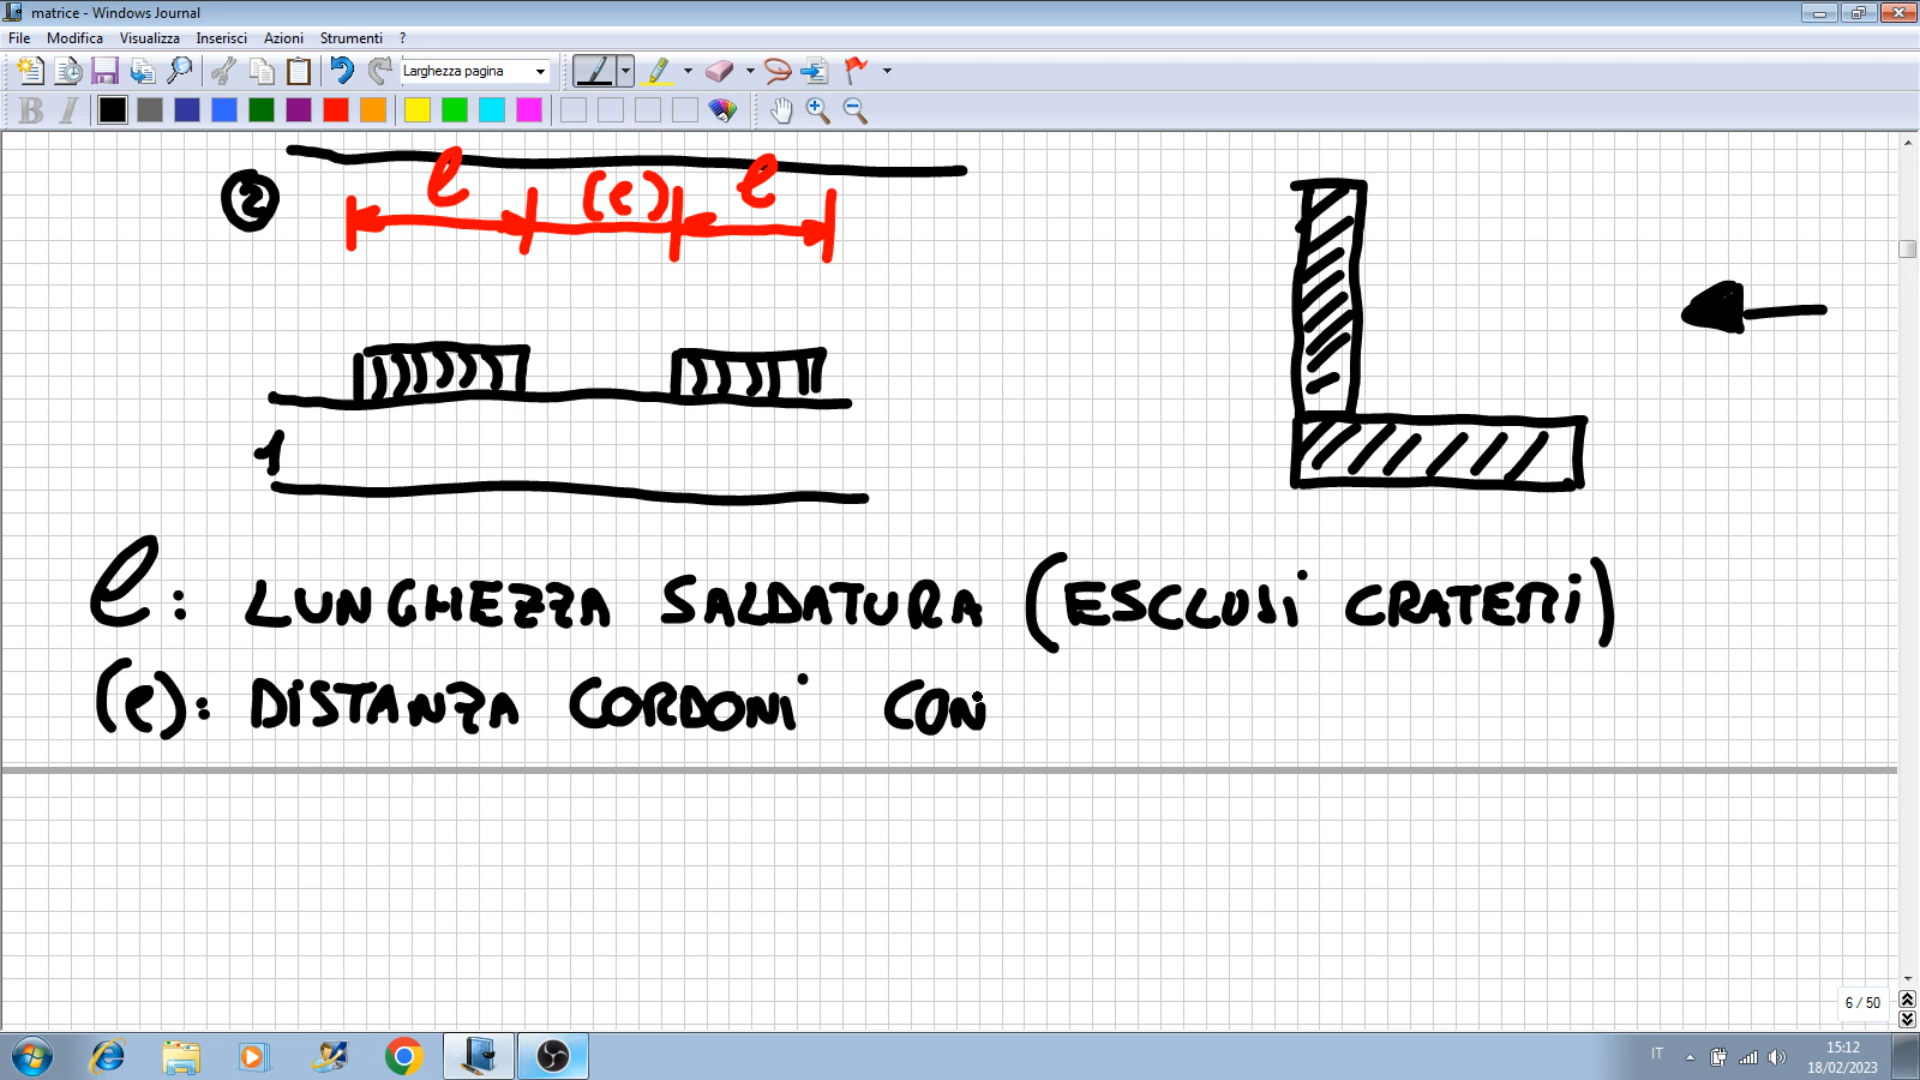 matrice - Windows Journal
File Modifica Visualizza Inserisci Azioni Strumenti ?
Larghezza pagina
B I
l (e) l
2
1
l: LUNGHEZZA SALDATURA (ESCLUSI CRATERI)
(e): DISTANZA CORDONI CON
6 / 50
IT 15:12
18/02/2023